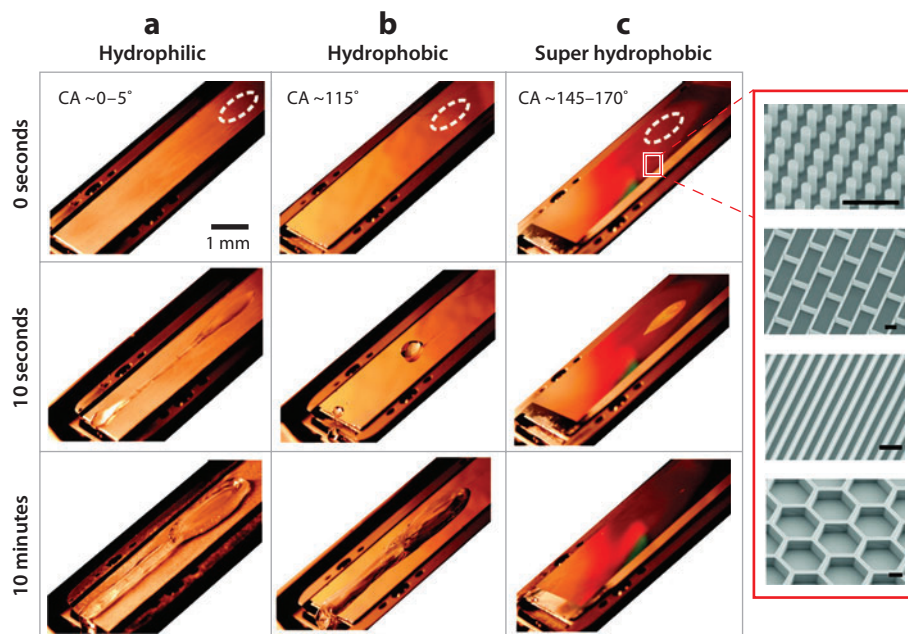 a
Hydrophilic
b
Hydrophobic
c
Super hydrophobic
0 seconds
CA ~0–5˚
1 mm
CA ~115˚
CA ~145–170˚
10 seconds
10 minutes